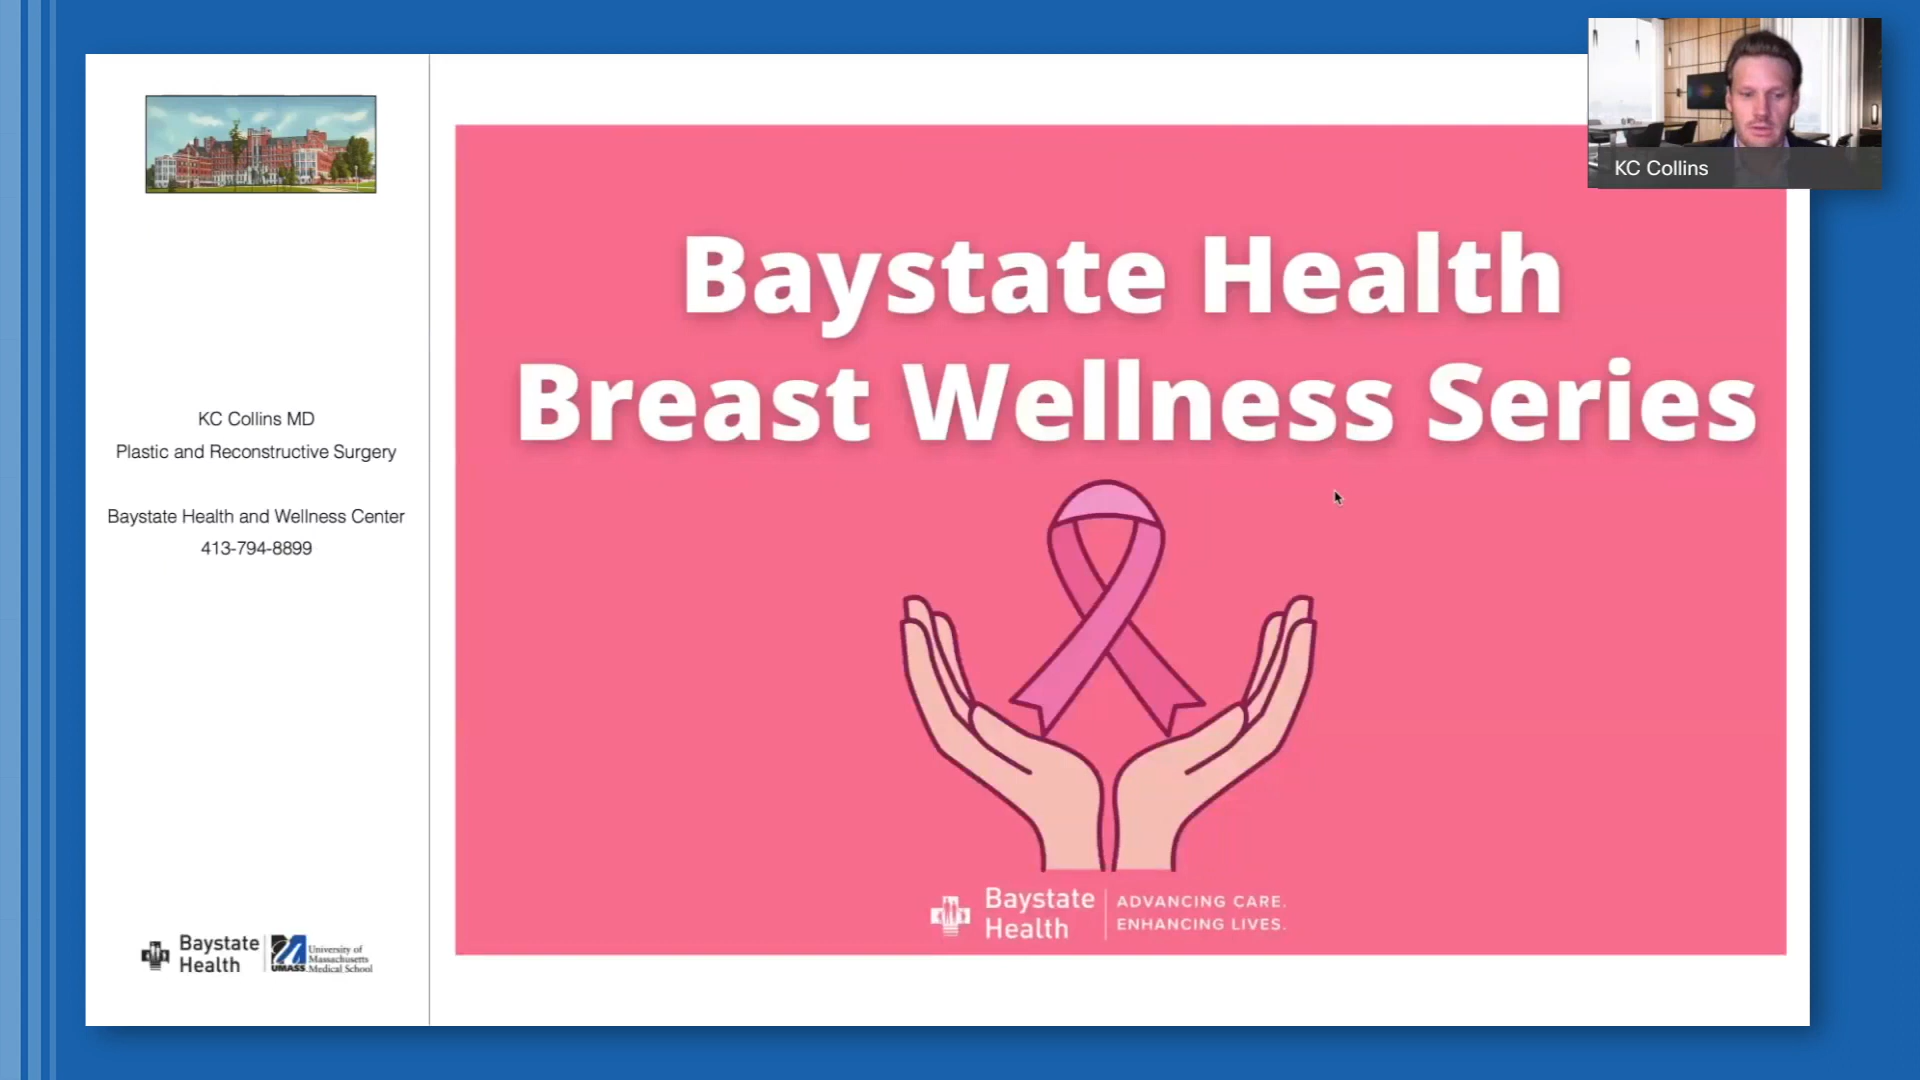 KC Collins
Baystate Health
Breast Wellness Series
KC Collins MD
Plastic and Reconstructive Surgery
Baystate Health and Wellness Center
413-794-8899
Baystate
Health
ADVANCING CARE.
ENHANCING LIVES.
Baystate
Health
UMASS
University of
Massachusetts
Medical School